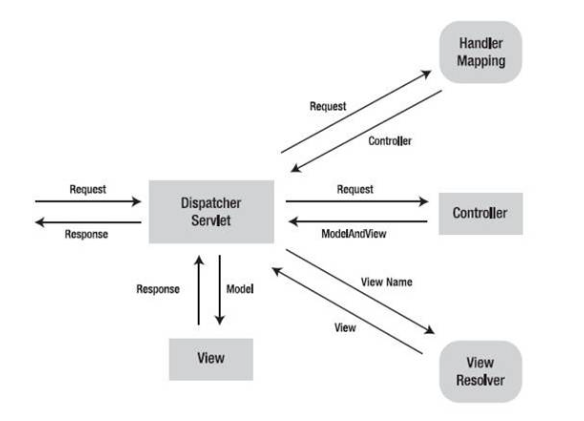 Handler
Mapping
Request
Controller
Request
Response
Dispatcher
Servlet
Request
ModelAndView
Controller
Response
Model
View Name
View
View
View
Resolver